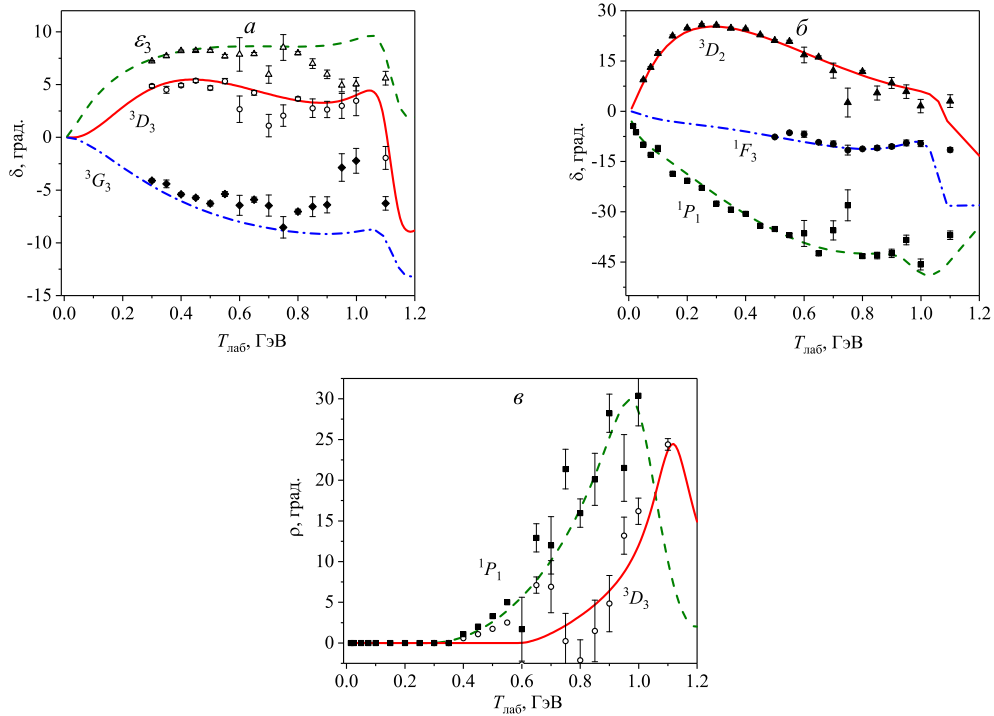 10
5
0
-5
-10
-15
δ, град.
ε₃
а
³D₃
³G₃
0.0 0.2 0.4 0.6 0.8 1.0 1.2
Tлаб, ГэВ
30
15
0
-15
-30
-45
δ, град.
б
³D₂
¹F₃
¹P₁
0.0 0.2 0.4 0.6 0.8 1.0 1.2
Tлаб, ГэВ
30
25
20
15
10
5
0
ρ, град.
в
¹P₁
³D₃
0.0 0.2 0.4 0.6 0.8 1.0 1.2
Tлаб, ГэВ